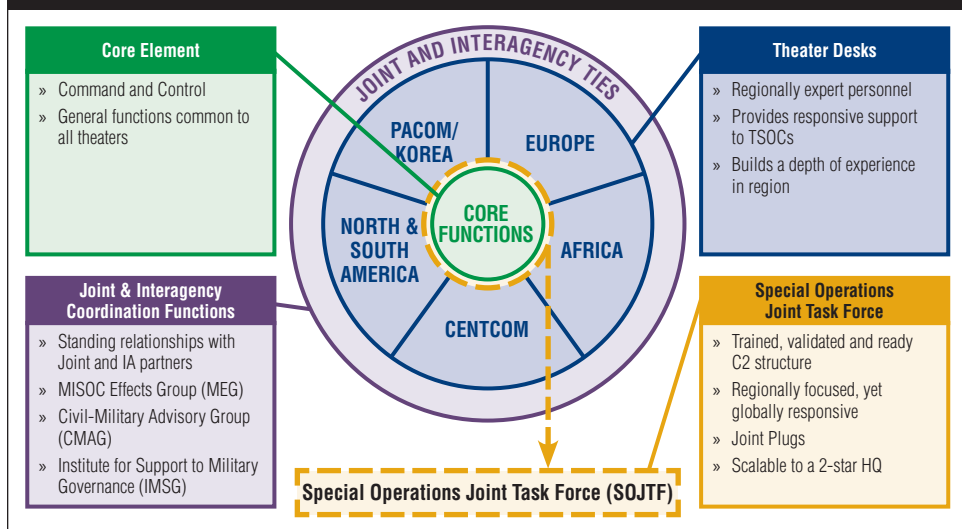 Core Element
» Command and Control
» General functions common to
all theaters
Joint & Interagency
Coordination Functions
» Standing relationships with
Joint and IA partners
» MISOC Effects Group (MEG)
» Civil-Military Advisory Group
(CMAG)
» Institute for Support to Military
Governance (IMSG)
JOINT AND INTERAGENCY TIES
PACOM/
KOREA
EUROPE
NORTH &
SOUTH
AMERICA
CORE
FUNCTIONS
AFRICA
CENTCOM
Special Operations Joint Task Force (SOJTF)
Theater Desks
» Regionally expert personnel
» Provides responsive support
to TSOCs
» Builds a depth of experience
in region
Special Operations
Joint Task Force
» Trained, validated and ready
C2 structure
» Regionally focused, yet
globally responsive
» Joint Plugs
» Scalable to a 2-star HQ